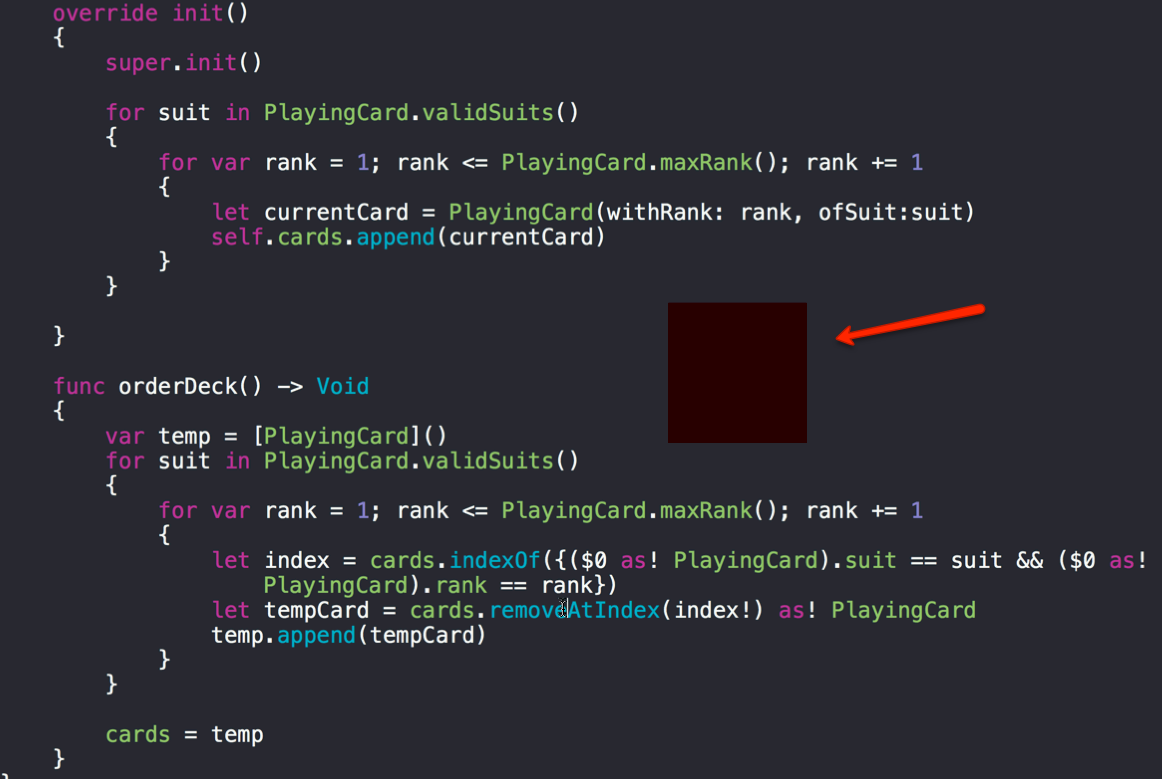 override init()
{
super.init()
for suit in PlayingCard.validSuits()
{
for var rank = 1; rank <= PlayingCard.maxRank(); rank += 1
{
let currentCard = PlayingCard(withRank: rank, ofSuit:suit)
self.cards.append(currentCard)
}
}
}
func orderDeck() -> Void
{
var temp = [PlayingCard]()
for suit in PlayingCard.validSuits()
{
for var rank = 1; rank <= PlayingCard.maxRank(); rank += 1
{
let index = cards.indexOf({($0 as! PlayingCard).suit == suit && ($0 as!
PlayingCard).rank == rank})
let tempCard = cards.removeAtIndex(index!) as! PlayingCard
temp.append(tempCard)
}
}
cards = temp
}
}